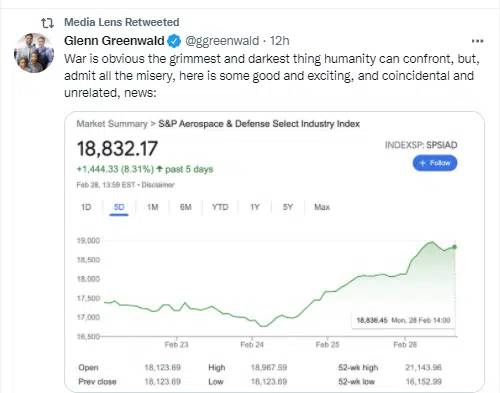 Media Lens Retweeted
Glenn Greenwald @ggreenwald · 12h
War is obvious the grimmest and darkest thing humanity can confront, but,
admit all the misery, here is some good and exciting, and coincidental and
unrelated, news:
Market Summary > S&P Aerospace & Defense Select Industry Index
18,832.17
INDEXSP: SPSIAD
+1,444.33 (8.31%) ↑ past 5 days
+ Follow
Feb 28, 13:59 EST • Disclaimer
1D 5D 1M 6M YTD 1Y 5Y Max
19,000
18,500
18,000
17,500
17,000
16,500
18,836.45 Mon, 28 Feb 14:00
Feb 23 Feb 24 Feb 25 Feb 28
Open 18,123.69 High 18,967.59 52-wk high 21,143.96
Prev close 18,123.69 Low 18,123.69 52-wk low 16,152.99